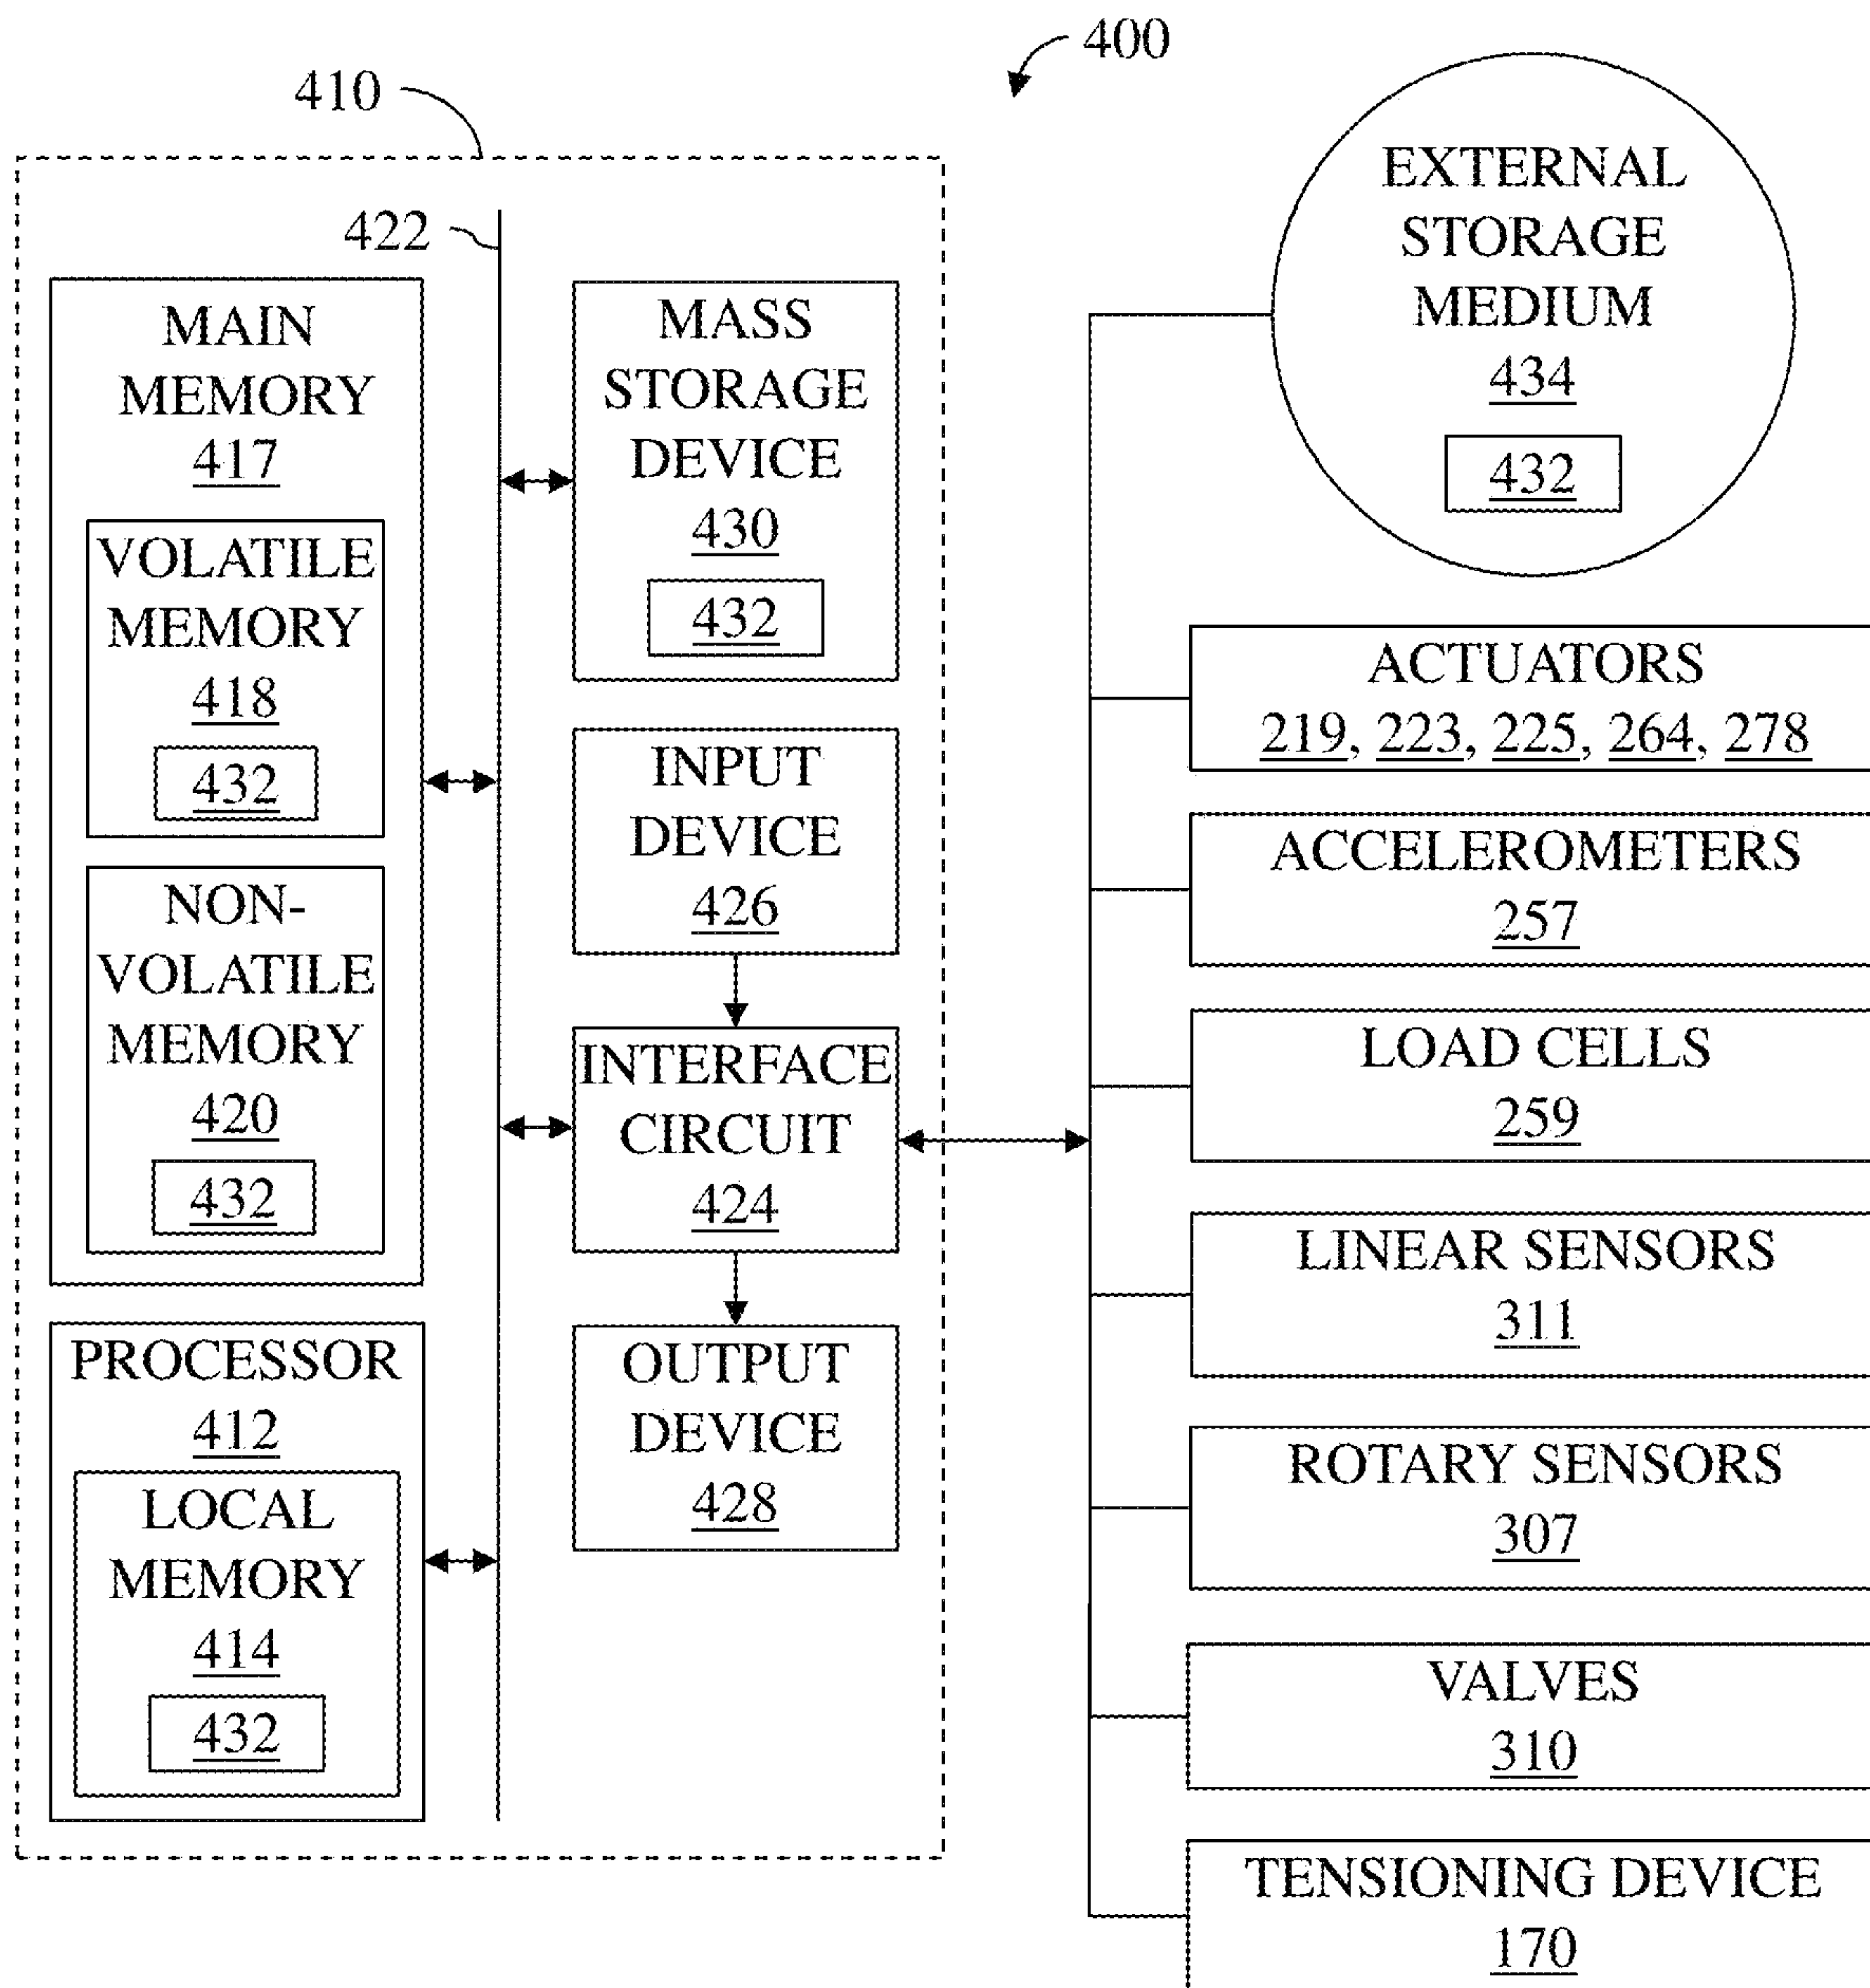 400
410
422
MAIN
MEMORY
417
VOLATILE
MEMORY
418
432
NON-
VOLATILE
MEMORY
420
432
PROCESSOR
412
LOCAL
MEMORY
414
432
MASS
STORAGE
DEVICE
430
432
INPUT
DEVICE
426
INTERFACE
CIRCUIT
424
OUTPUT
DEVICE
428
EXTERNAL
STORAGE
MEDIUM
434
432
ACTUATORS
219, 223, 225, 264, 278
ACCELEROMETERS
257
LOAD CELLS
259
LINEAR SENSORS
311
ROTARY SENSORS
307
VALVES
310
TENSIONING DEVICE
170